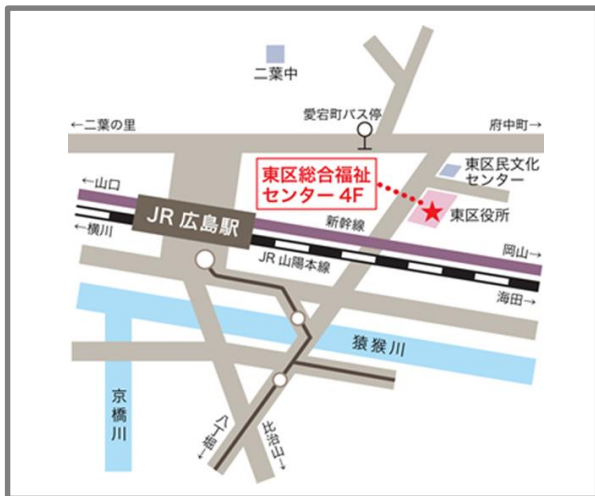 二葉中
愛宕町バス停
←二葉の里
府中町→
東区総合福祉
センター 4F
東区民文化
センター
東区役所
←山口
JR 広島駅
新幹線
←横川
JR 山陽本線
岡山→
海田→
猿猴川
京橋川
八丁堀→
比治山→